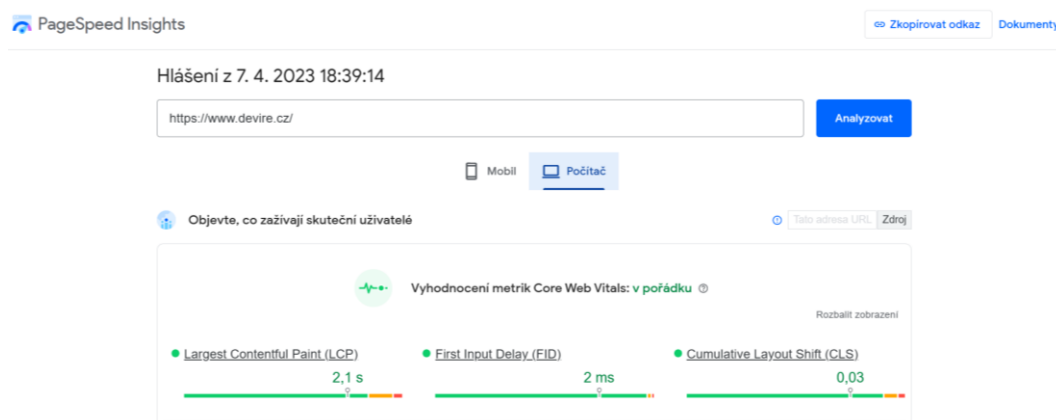 PageSpeed Insights
Zkopírovat odkaz
Dokumenty
Hlášení z 7. 4. 2023 18:39:14
https://www.devire.cz/
Analyzovat
Mobil
Počítač
Objevte, co zažívají skuteční uživatelé
Tato adresa URL
Zdroj
Vyhodnocení metrik Core Web Vitals: v pořádku
Rozbalit zobrazení
Largest Contentful Paint (LCP)
2,1 s
First Input Delay (FID)
2 ms
Cumulative Layout Shift (CLS)
0,03